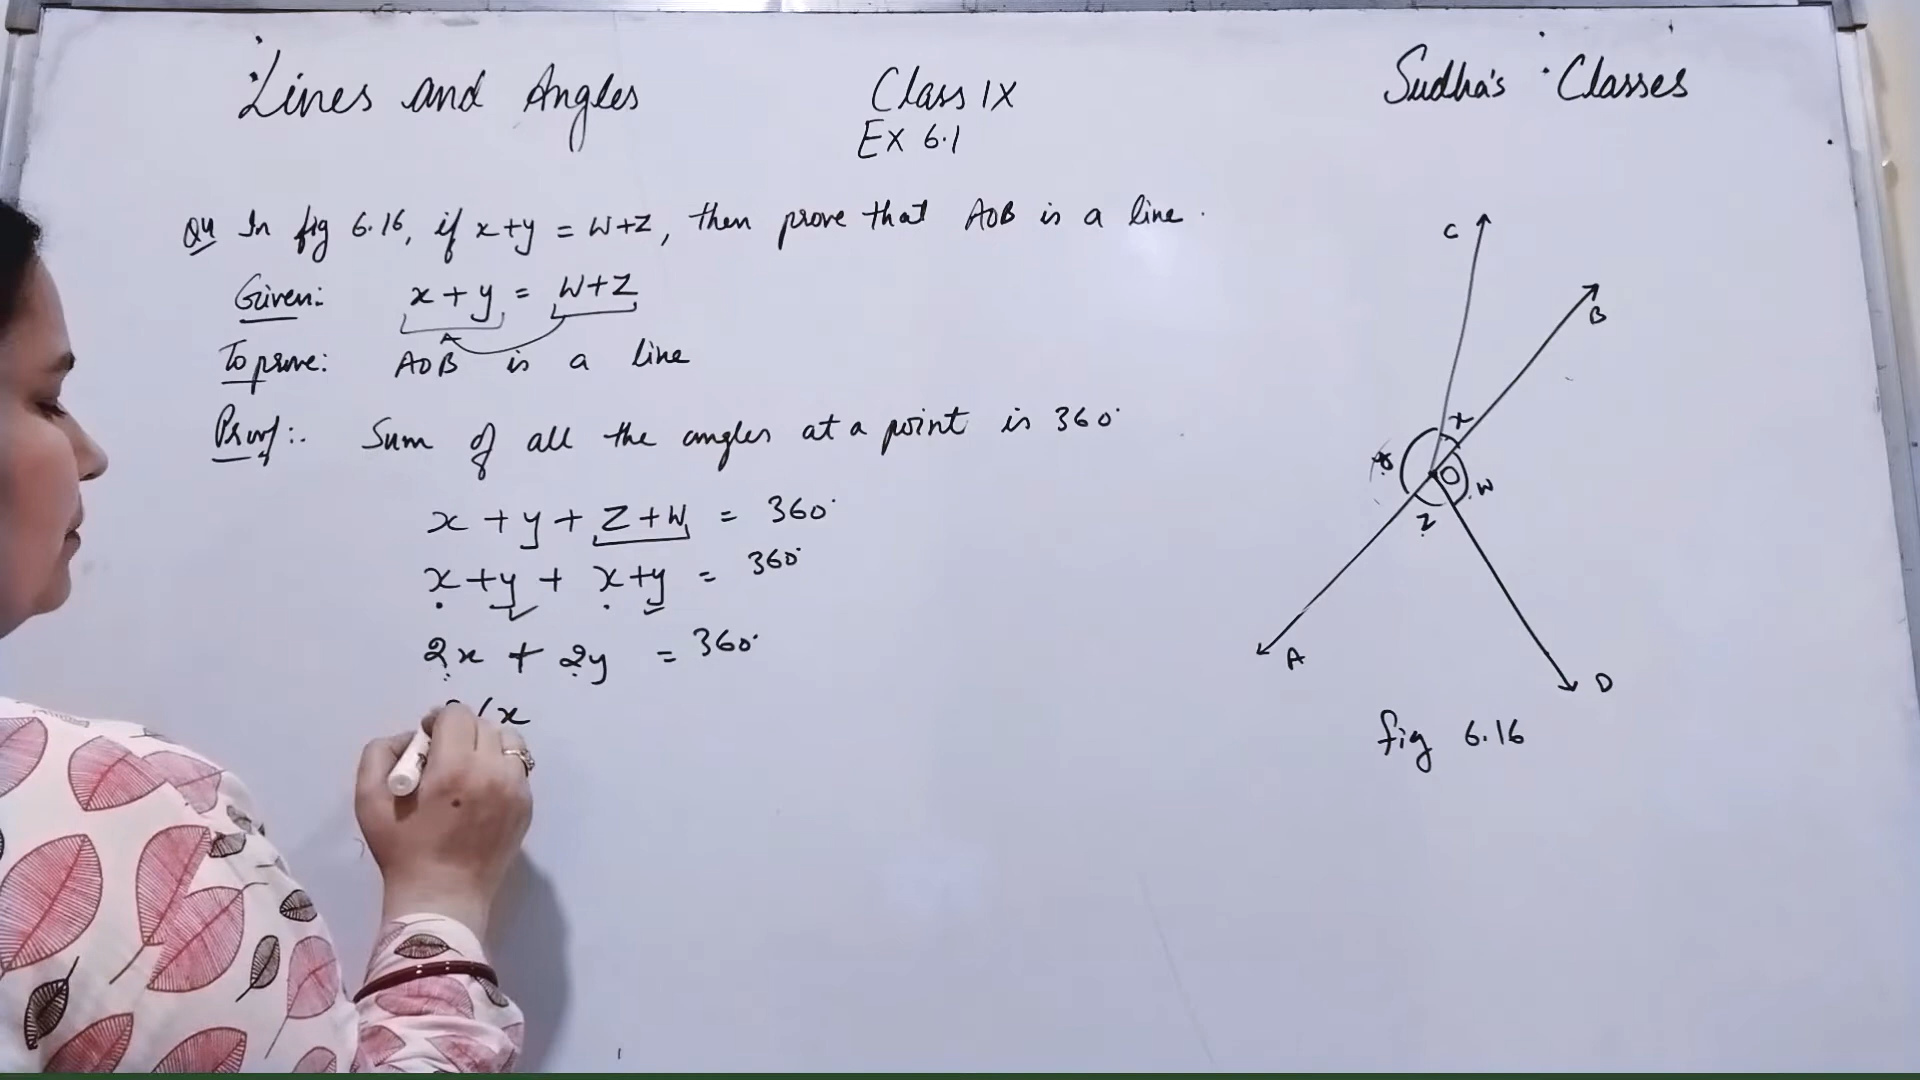 Lines and Angles
Class IX
Ex 6.1
Sudha's Classes
Q4 In fig 6.16, if x+y = W+Z, then prove that AOB is a line.
Given: x+y = W+Z
To prove: AOB is a line
Proof:. Sum of all the angles at a point is 360°
x + y + Z+W = 360°
x +y + x+y = 360°
2x + 2y = 360°
(x
C
B
x
O
W
Z
A
D
fig 6.16